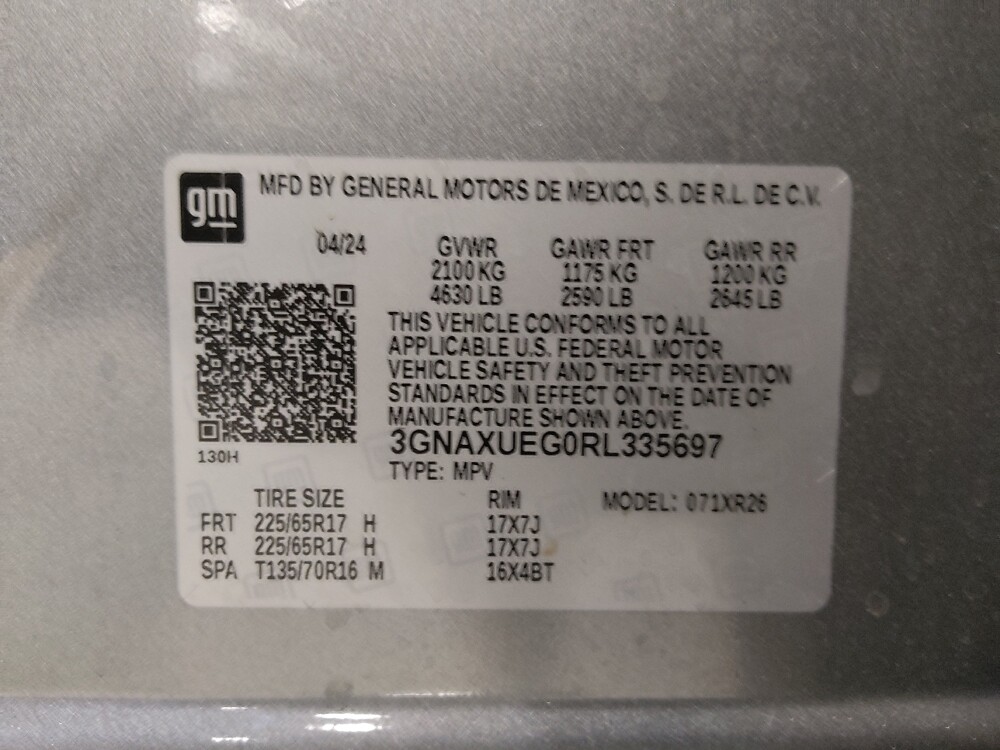 gm
MFD BY GENERAL MOTORS DE MEXICO, S. DE R.L. DE C.V.
04/24 GVWR GAWR FRT GAWR RR
2100 KG 1175 KG 1200 KG
4630 LB 2590 LB 2645 LB
THIS VEHICLE CONFORMS TO ALL
APPLICABLE U.S. FEDERAL MOTOR
VEHICLE SAFETY AND THEFT PREVENTION
STANDARDS IN EFFECT ON THE DATE OF
MANUFACTURE SHOWN ABOVE.
3GNAXUEG0RL335697
130H
TYPE: MPV
TIRE SIZE RIM MODEL: 071XR26
FRT 225/65R17 H 17X7J
RR 225/65R17 H 17X7J
SPA T135/70R16 M 16X4BT